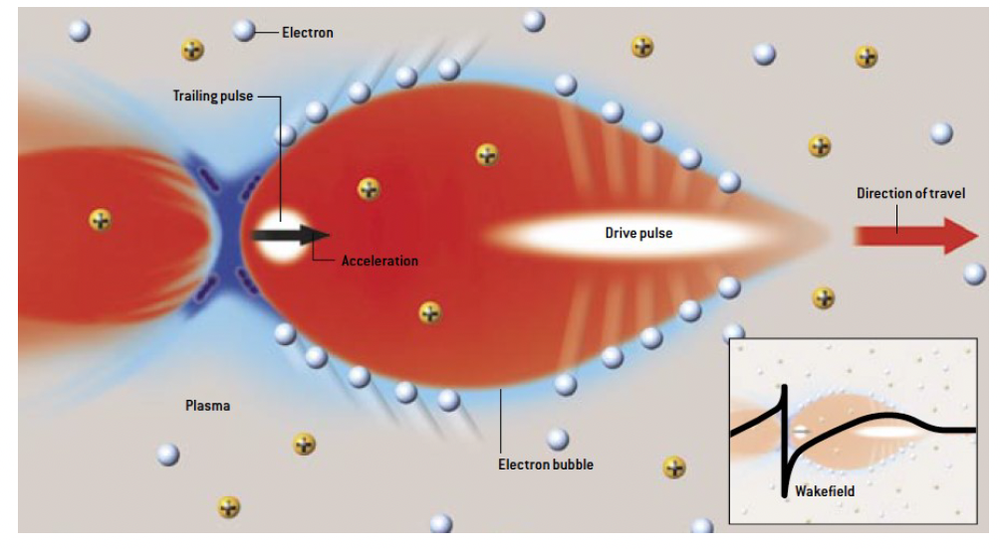 Electron
Trailing pulse
Direction of travel
Drive pulse
Acceleration
Plasma
Electron bubble
Wakefield